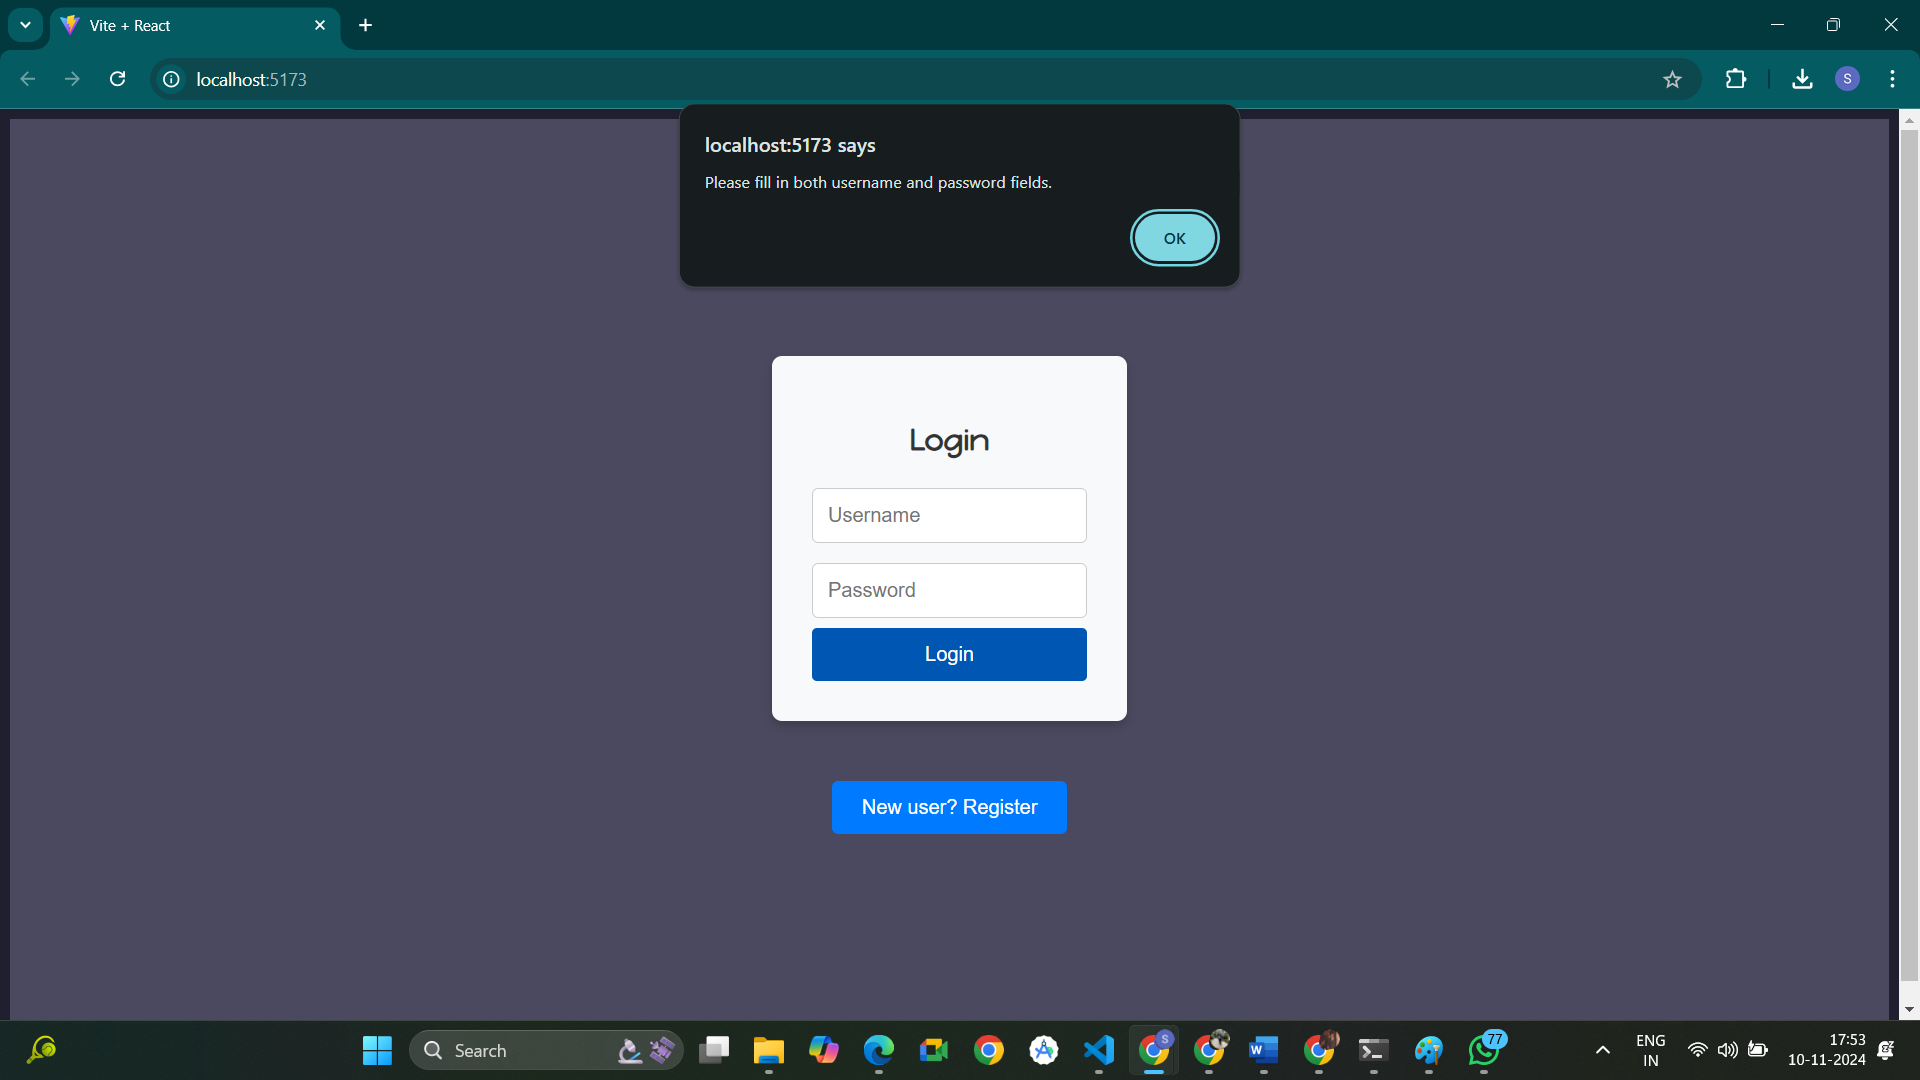 Vite + React
localhost:5173
S
localhost:5173 says
Please fill in both username and password fields.
OK
Login
Username
Password
Login
New user? Register
Search
S
77
ENG
IN
17:53
10-11-2024